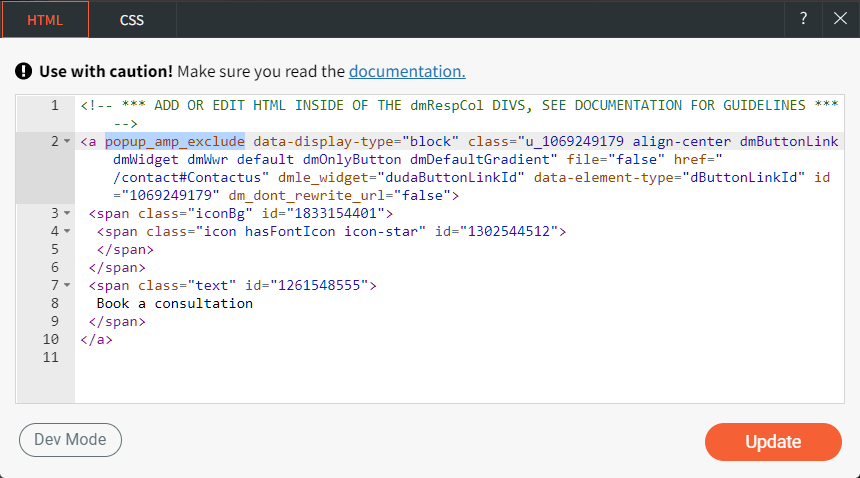 HTML CSS ? ×
! Use with caution! Make sure you read the documentation.
1 <!-- *** ADD OR EDIT HTML INSIDE OF THE dmRespCol DIVS, SEE DOCUMENTATION FOR GUIDELINES ***
-->
2 <a popup_amp_exclude data-display-type="block" class="u_1069249179 align-center dmButtonLink
dmWidget dmWwr default dmOnlyButton dmDefaultGradient" file="false" href="
/contact#Contactus" dmle_widget="dudaButtonLinkId" data-element-type="dButtonLinkId" id
="1069249179" dm_dont_rewrite_url="false">
3 <span class="iconBg" id="1833154401">
4 <span class="icon hasFontIcon icon-star" id="1302544512">
5 </span>
6 </span>
7 <span class="text" id="1261548555">
8 Book a consultation
9 </span>
10 </a>
11
Dev Mode Update